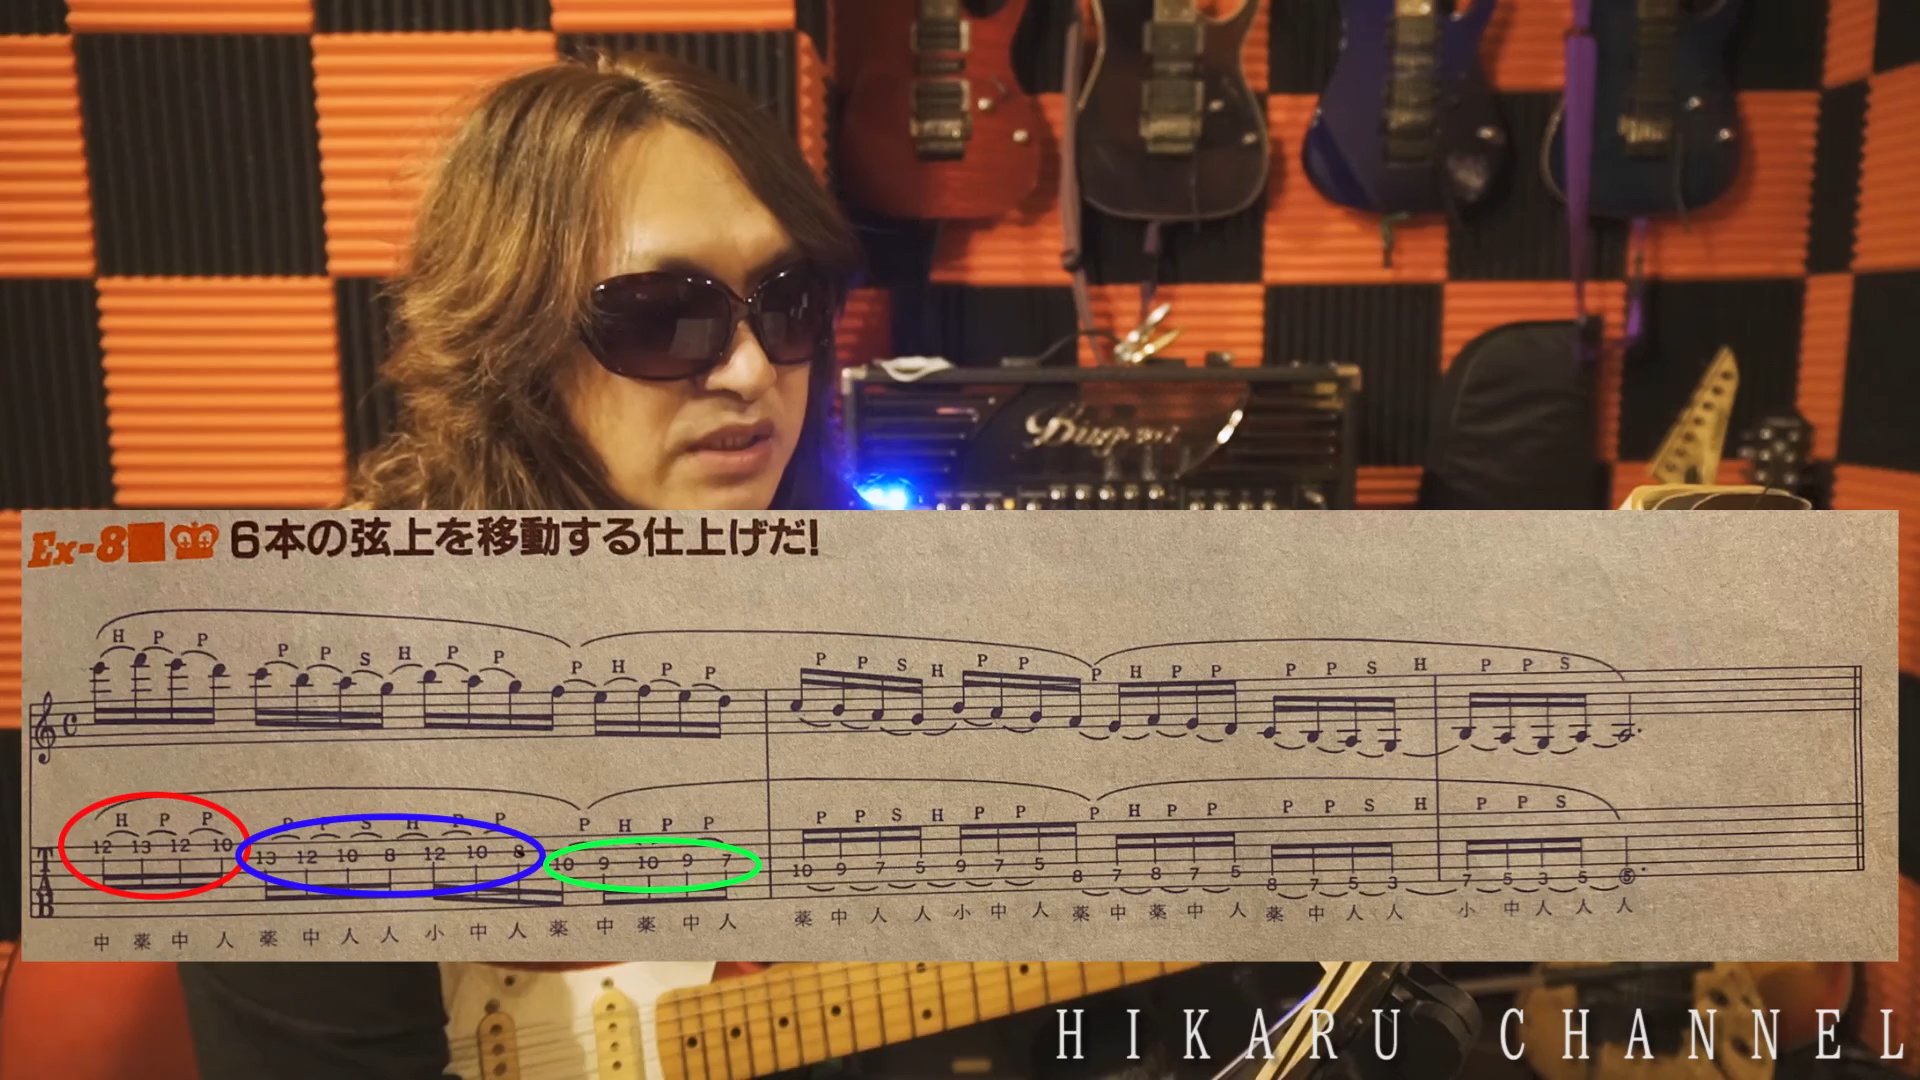 Ex-8 6本の弦上を移動する仕上げだ!
H P P P P S H P P P H P P P P S H P P P H P P P P S H P P S
H P P P P S H P P P H P P P P S H P P P H P P P P S H P P S
12 13 12 10 13 12 10 8 12 10 8 10 9 10 9 7 10 9 7 5 9 7 5 8 7 8 7 5 8 7 5 3 7 5 3 5 5
TAB
中 薬 中 人 薬 中 人 人 小 中 人 薬 中 薬 中 人 薬 中 人 人 小 中 人 薬 中 薬 中 人 薬 中 人 人 小 中 人 人 人
HIKARU CHANNEL